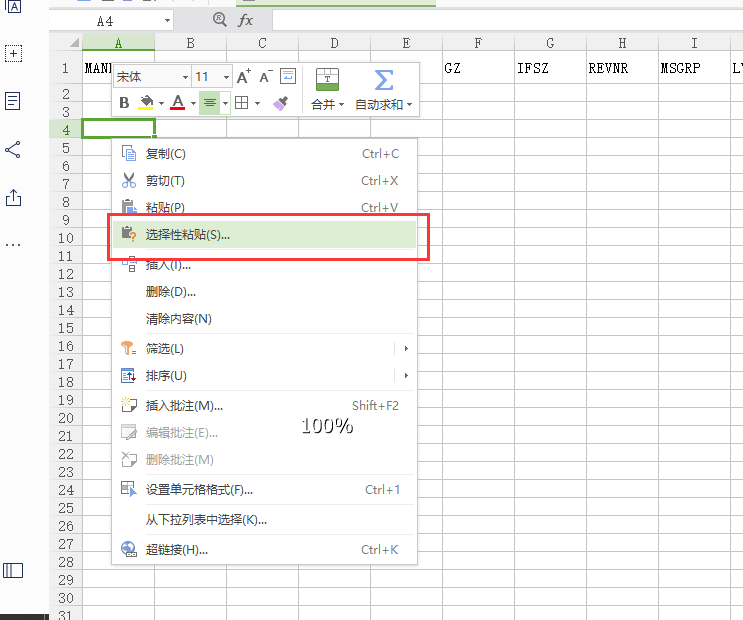 A4
fx
A B C D E F G H I
1 MAN GZ IFSZ REVNR MSGRP LY
宋体 11 A+ A-
B A 合并 自动求和
2
3
4
5
复制(C) Ctrl+C
6
剪切(T) Ctrl+X
7
8
粘贴(P) Ctrl+V
9
选择性粘贴(S)...
10
11
插入(I)...
12
13
删除(D)...
14
清除内容(N)
15
16
筛选(L)
17
排序(U)
18
19
插入批注(M)... Shift+F2
20
100%
编辑批注(E)...
21
22
删除批注(M)
23
24
设置单元格格式(F)... Ctrl+1
25
从下拉列表中选择(K)...
26
27
超链接(H)... Ctrl+K
28
29
30
31